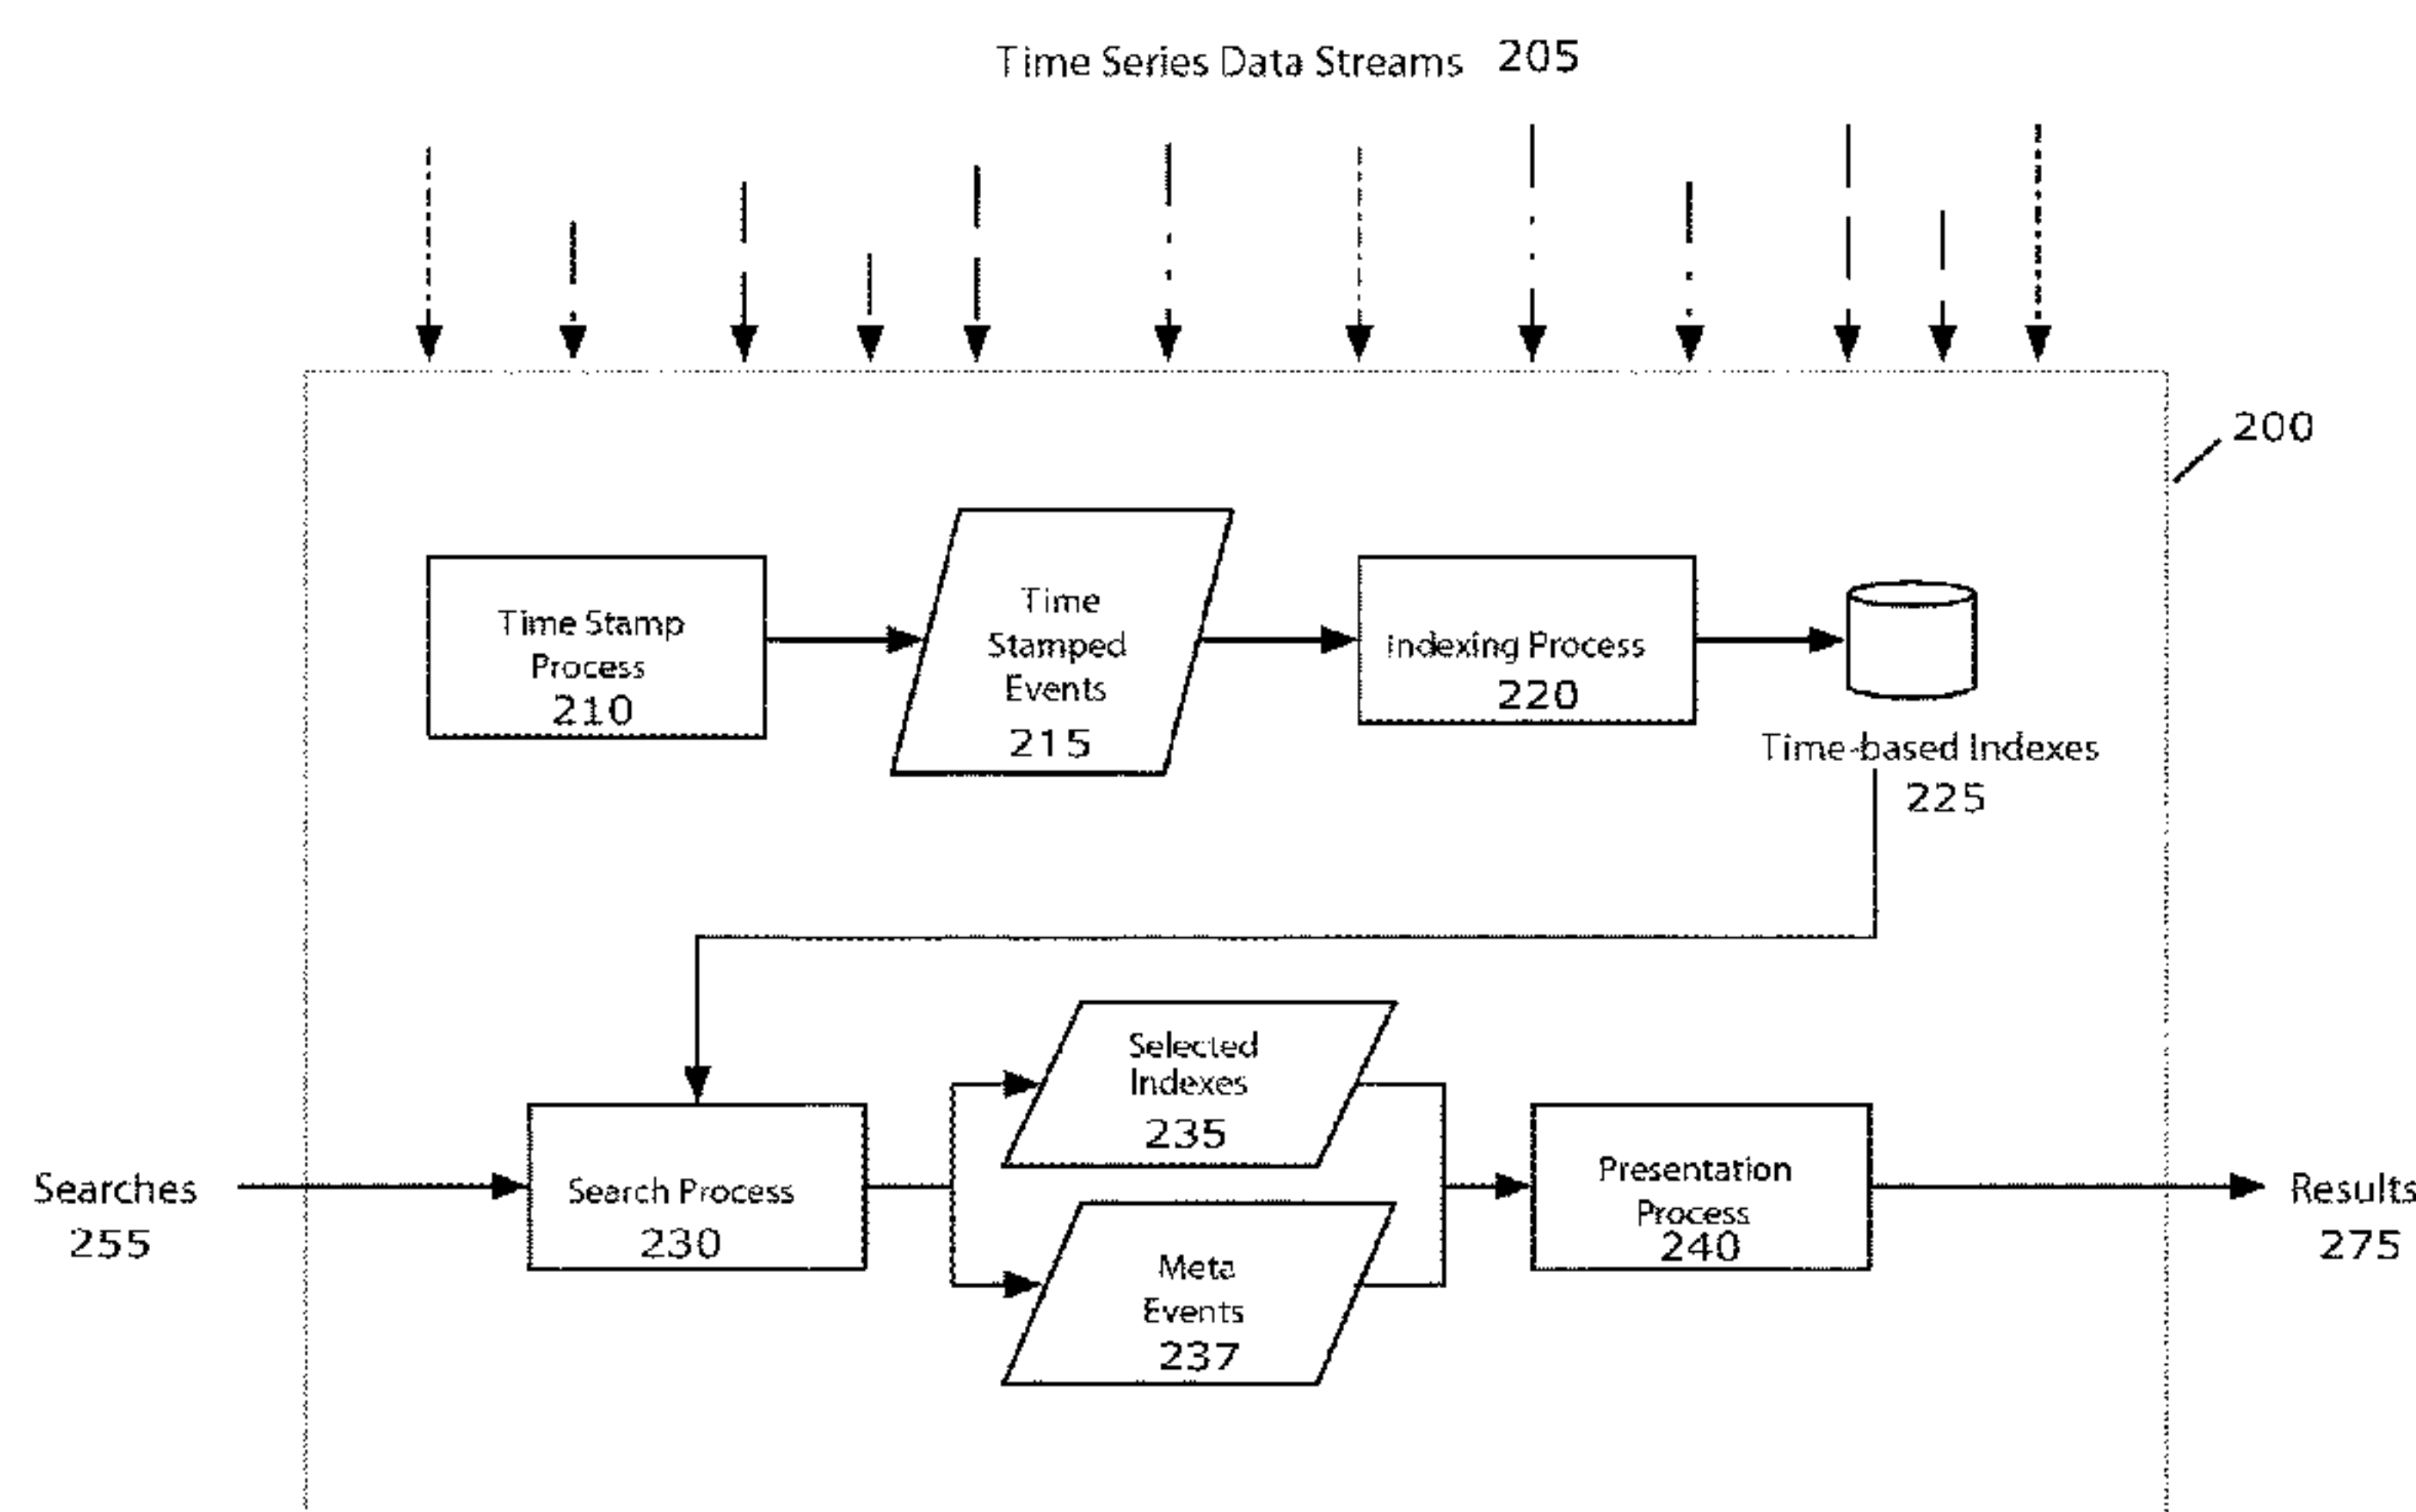 Time Series Data Streams 205
200
Time Stamp
Process
210
Time
Stamped
Events
215
indexing Process
220
Time-based Indexes
225
Selected
Indexes
235
Searches
255
Search Process
230
Meta
Events
237
Presentation
Process
240
Results
275